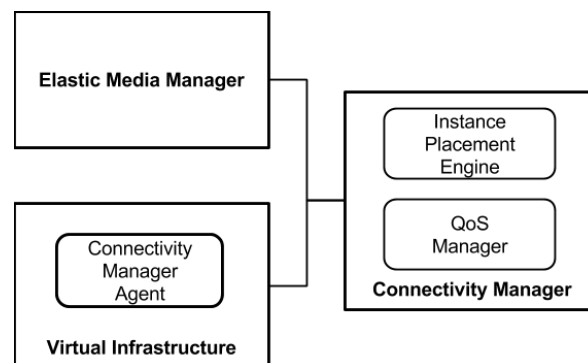 Elastic Media Manager
Connectivity
Manager
Agent
Virtual Infrastructure
Instance
Placement
Engine
QoS
Manager
Connectivity Manager